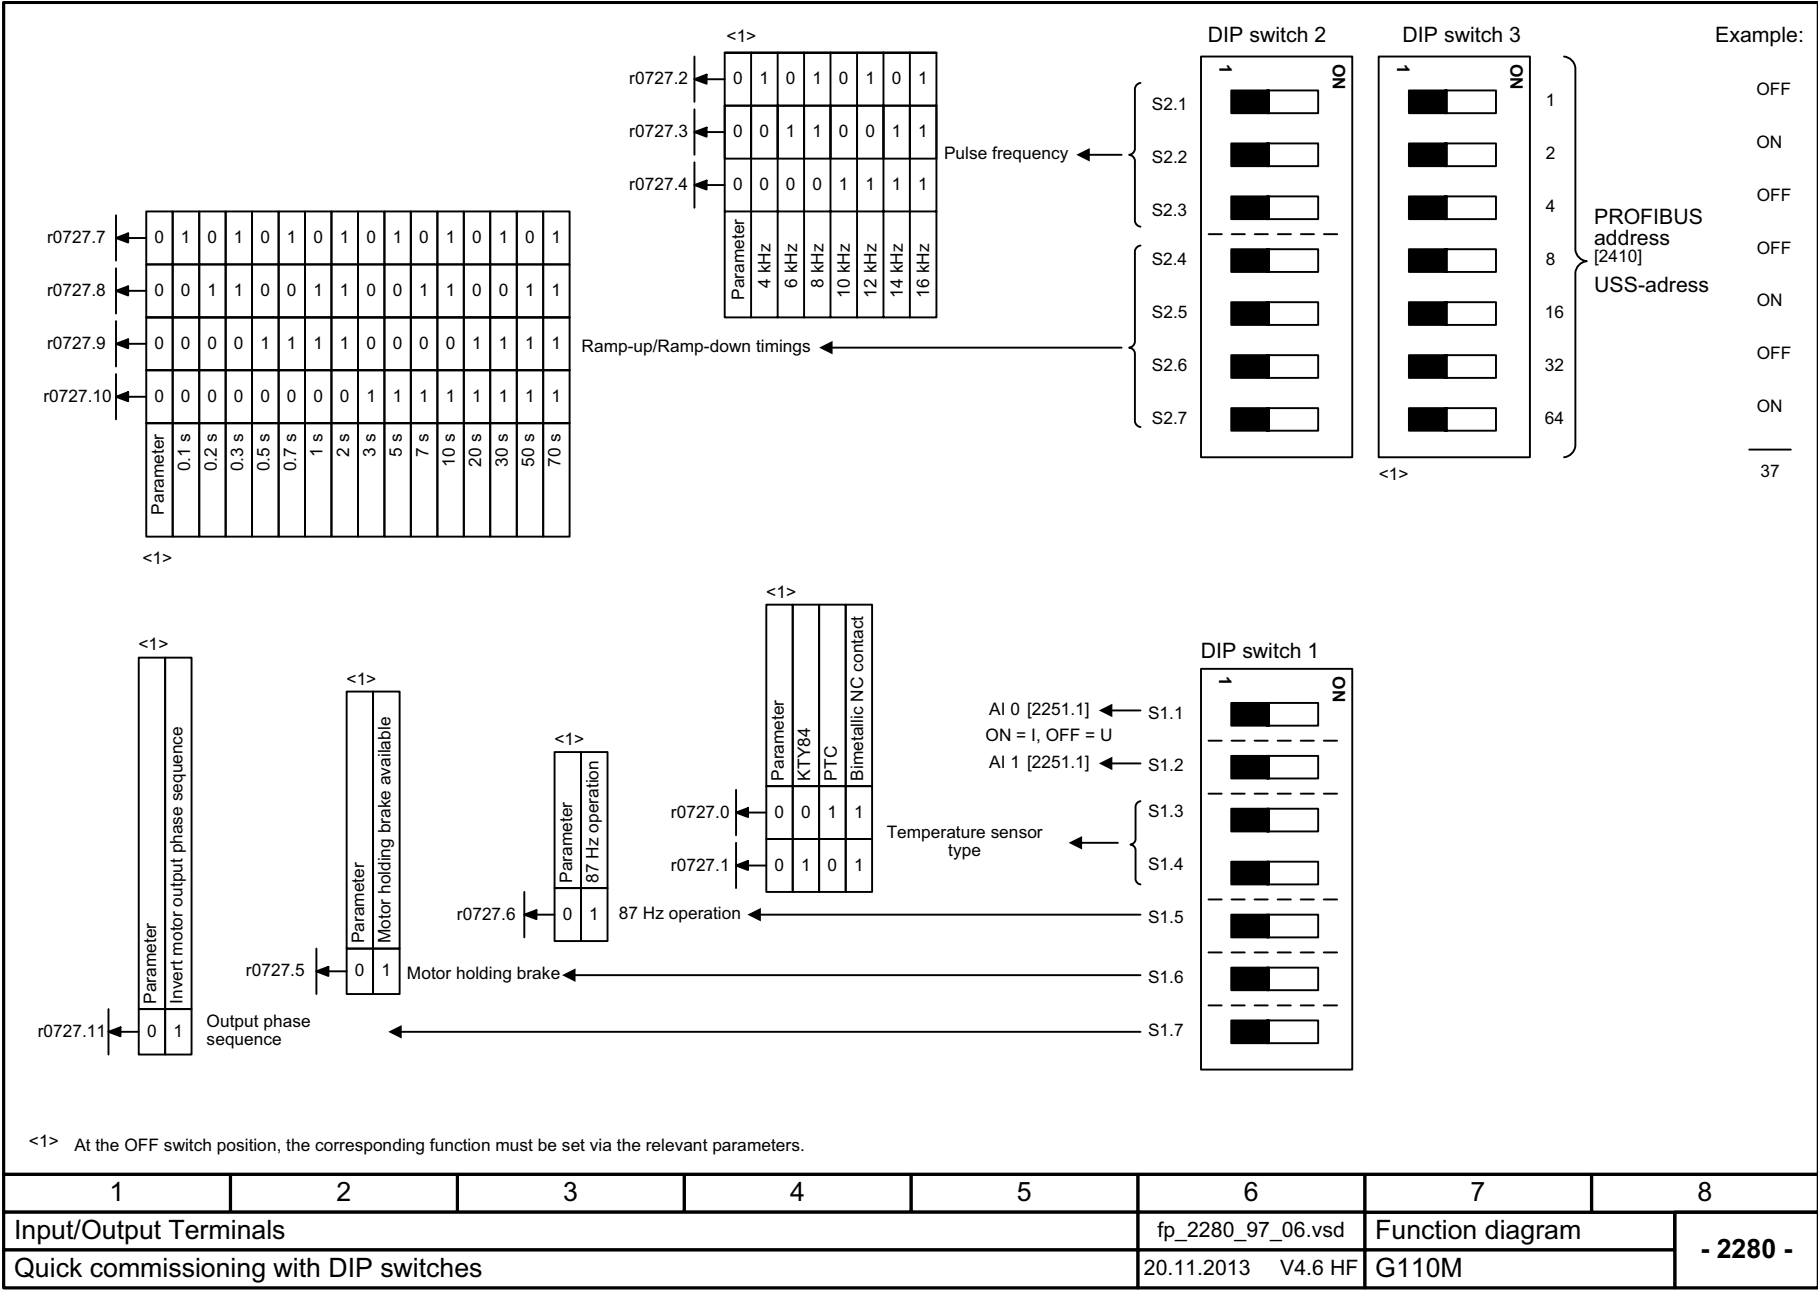 <1>
DIP switch 2
DIP switch 3
Example:
r0727.2 0 1 0 1 0 1 0 1
r0727.3 0 0 1 1 0 0 1 1
r0727.4 0 0 0 0 1 1 1 1
Parameter
4 kHz
6 kHz
8 kHz
10 kHz
12 kHz
14 kHz
16 kHz
Pulse frequency
S2.1
S2.2
S2.3
S2.4
S2.5
S2.6
S2.7
1 ON
1 ON
1
2
4
8
16
32
64
PROFIBUS
address
[2410]
USS-adress
OFF
ON
OFF
OFF
ON
OFF
ON
37
<1>
r0727.7 0 1 0 1 0 1 0 1 0 1 0 1 0 1 0 1
r0727.8 0 0 1 1 0 0 1 1 0 0 1 1 0 0 1 1
r0727.9 0 0 0 0 1 1 1 1 0 0 0 0 1 1 1 1
r0727.10 0 0 0 0 0 0 0 0 1 1 1 1 1 1 1 1
Parameter
0.1 s
0.2 s
0.3 s
0.5 s
0.7 s
1 s
2 s
3 s
5 s
7 s
10 s
20 s
30 s
50 s
70 s
Ramp-up/Ramp-down timings
<1>
<1>
Parameter
Invert motor output phase sequence
r0727.11 0 1
Output phase
sequence
<1>
Parameter
Motor holding brake available
r0727.5 0 1
Motor holding brake
<1>
Parameter
87 Hz operation
r0727.6 0 1
87 Hz operation
<1>
Parameter
KTY84
PTC
Bimetallic NC contact
r0727.0 0 0 1 1
r0727.1 0 1 0 1
Temperature sensor
type
DIP switch 1
1 ON
AI 0 [2251.1] S1.1
ON = I, OFF = U
AI 1 [2251.1] S1.2
S1.3
S1.4
S1.5
S1.6
S1.7
<1> At the OFF switch position, the corresponding function must be set via the relevant parameters.
1 2 3 4 5 6 7 8
Input/Output Terminals
fp_2280_97_06.vsd
Function diagram
- 2280 -
Quick commissioning with DIP switches
20.11.2013 V4.6 HF
G110M